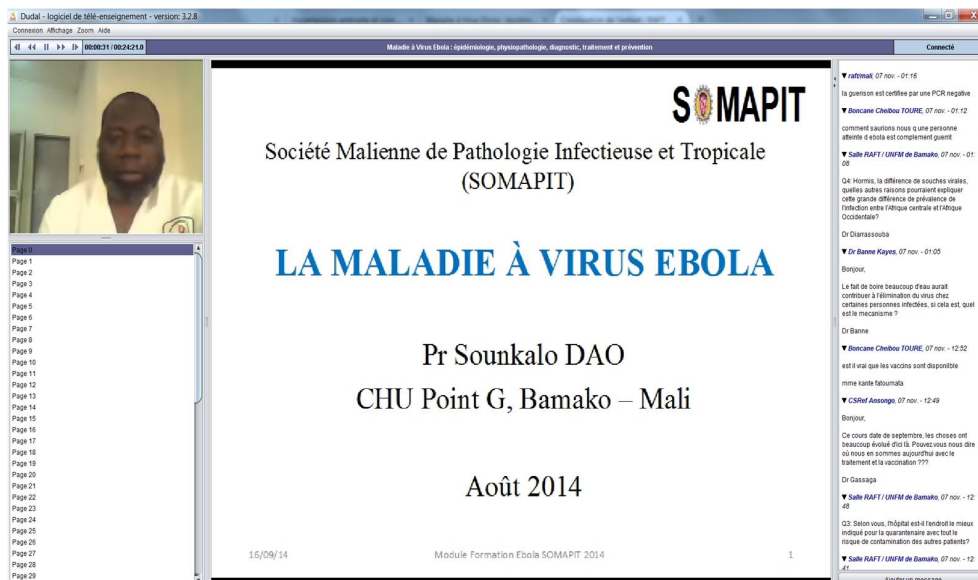 Dudal - logiciel de télé-enseignement - version: 3.2.8
Connexion Affichage Zoom Aide
00:00:31 / 00:24:21.0
Maladie à Virus Ebola : épidémiologie, physiopathologie, diagnostic, traitement et prévention
Connecté
Page 0
Page 1
Page 2
Page 3
Page 4
Page 5
Page 6
Page 7
Page 8
Page 9
Page 10
Page 11
Page 12
Page 13
Page 14
Page 15
Page 16
Page 17
Page 18
Page 19
Page 20
Page 21
Page 22
Page 23
Page 24
Page 25
Page 26
Page 27
Page 28
Page 29
SOMAPIT
Société Malienne de Pathologie Infectieuse et Tropicale
(SOMAPIT)
LA MALADIE À VIRUS EBOLA
Pr Sounkalo DAO
CHU Point G, Bamako – Mali
Août 2014
16/09/14
Module Formation Ebola SOMAPIT 2014
1
raft/mali, 07 nov. - 01:16
la guerison est certifiee par une PCR negative
Boncane Cheibou TOURE, 07 nov. - 01:12
comment saurions nous q une personne
atteinte d ebola est complement guerrit
Salle RAFT / UNFM de Bamako, 07 nov. - 01:
08
Q4: Hormis, la différence de souches virales,
quelles autres raisons pourraient expliquer
cette grande différence de prévalence de
l'infection entre l'Afrique centrale et l'Afrique
Occidentale?
Dr Diarrassouba
Dr Banne Kayes, 07 nov. - 01:05
Bonjour,
Le fait de boire beaucoup d'eau aurait
contribuer à l'élimination du virus chez
certaines personnes infectées, si cela est, quel
est le mecanisme ?
Dr Banne
Boncane Cheibou TOURE, 07 nov. - 12:52
est il vrai que les vaccins sont disponilble
mme kante fatoumata
CSRef Ansongo, 07 nov. - 12:49
Bonjour,
Ce cours date de septembre, les choses ont
beaucoup évolué d'ici là. Pouvez vous nous dire
où nous en sommes aujourd'hui avec le
traitement et la vaccination ???
Dr Gassaga
Salle RAFT / UNFM de Bamako, 07 nov. - 12:
48
Q3: Selon vous, l'hôpital est-il l'endroit le mieux
indiqué pour la quarantenaire avec tout le
risque de contamination des autres patients?
Salle RAFT / UNFM de Bamako, 07 nov. - 12:
41
Ajouter un message